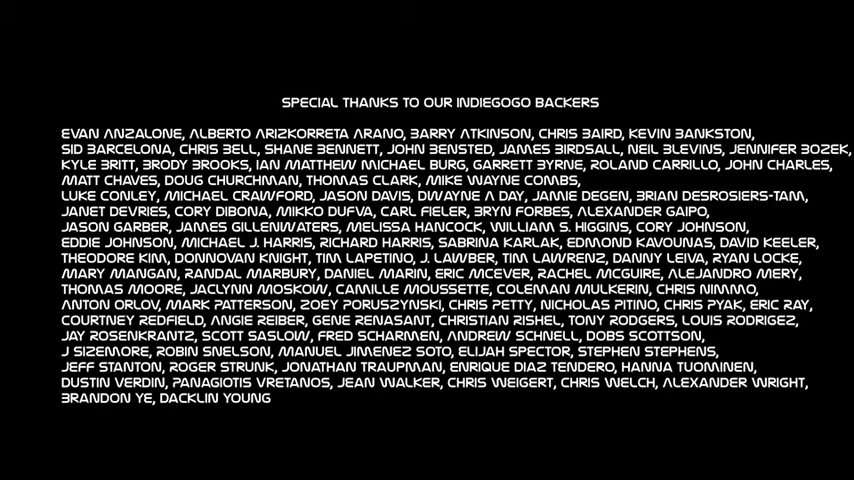 SPECIAL THANKS TO OUR INDIEGOGO BACKERS
EVAN ANZALONE, ALBERTO ARIZKORRETA ARANO, BARRY ATKINSON, CHRIS BAIRD, KEVIN BANKSTON,
SID BARCELONA, CHRIS BELL, SHANE BENNETT, JOHN BENSTED, JAMES BIRDSALL, NEIL BLEVINS, JENNIFER BOZEK,
KYLE BRITT, BRODY BROOKS, IAN MATTHEW MICHAEL BURG, GARRETT BYRNE, ROLAND CARRILLO, JOHN CHARLES,
MATT CHAVES, DOUG CHURCHMAN, THOMAS CLARK, MIKE WAYNE COMBS,
LUKE CONLEY, MICHAEL CRAWFORD, JASON DAVIS, DWAYNE A DAY, JAMIE DEGEN, BRIAN DESROSIERS-TAM,
JANET DEVRIES, CORY DIBONA, MIKKO DUFVA, CARL FIELER, BRYN FORBES, ALEXANDER GAIPO,
JASON GARBER, JAMES GILLENWATERS, MELISSA HANCOCK, WILLIAM S. HIGGINS, CORY JOHNSON,
EDDIE JOHNSON, MICHAEL J. HARRIS, RICHARD HARRIS, SABRINA KARLAK, EDMOND KAVOUNAS, DAVID KEELER,
THEODORE KIM, DONNOVAN KNIGHT, TIM LAPETINO, J. LAWBER, TIM LAWRENZ, DANNY LEIVA, RYAN LOCKE,
MARY MANGAN, RANDAL MARBURY, DANIEL MARIN, ERIC MCEVER, RACHEL MCGUIRE, ALEJANDRO MERY,
THOMAS MOORE, JACLYNN MOSKOW, CAMILLE MOUSSETTE, COLEMAN MULKERIN, CHRIS NIMMO,
ANTON ORLOV, MARK PATTERSON, ZOEY PORUSZYNSKI, CHRIS PETTY, NICHOLAS PITINO, CHRIS PYAK, ERIC RAY,
COURTNEY REDFIELD, ANGIE REIBER, GENE RENASANT, CHRISTIAN RISHEL, TONY RODGERS, LOUIS RODRIGEZ,
JAY ROSENKRANTZ, SCOTT SASLOW, FRED SCHARMEN, ANDREW SCHNELL, DOBS SCOTTSON,
J SIZEMORE, ROBIN SNELSON, MANUEL JIMENEZ SOTO, ELIJAH SPECTOR, STEPHEN STEPHENS,
JEFF STANTON, ROGER STRUNK, JONATHAN TRAUPMAN, ENRIQUE DIAZ TENDERO, HANNA TUOMINEN,
DUSTIN VERDIN, PANAGIOTIS VRETANOS, JEAN WALKER, CHRIS WEIGERT, CHRIS WELCH, ALEXANDER WRIGHT,
BRANDON YE, DACKLIN YOUNG